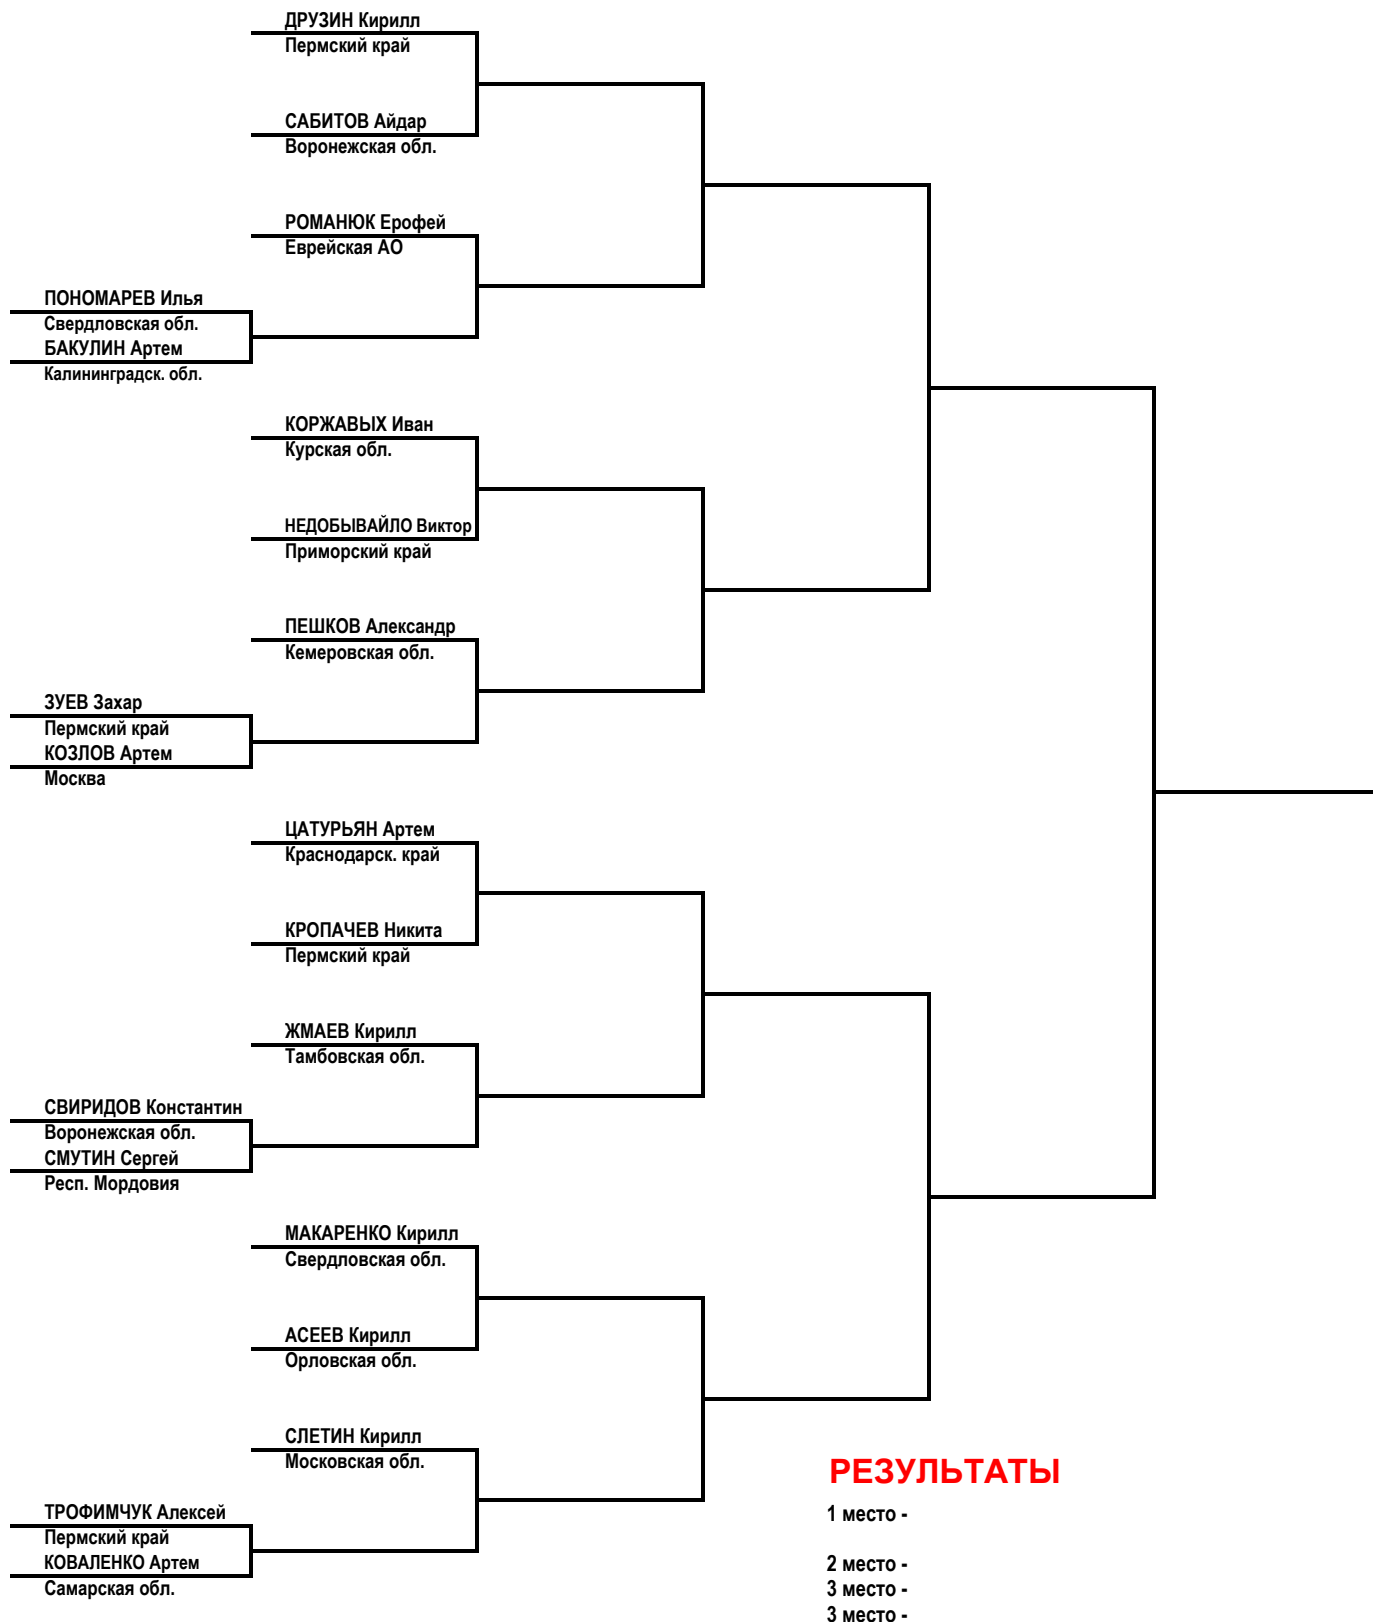 ДРУЗИН Кирилл
Пермский край
САБИТОВ Айдар
Воронежская обл.
РОМАНЮК Ерофей
Еврейская АО
ПОНОМАРЕВ Илья
Свердловская обл.
БАКУЛИН Артем
Калининградск. обл.
КОРЖАВЫХ Иван
Курская обл.
НЕДОБЫВАЙЛО Виктор
Приморский край
ПЕШКОВ Александр
Кемеровская обл.
ЗУЕВ Захар
Пермский край
КОЗЛОВ Артем
Москва
ЦАТУРЬЯН Артем
Краснодарск. край
КРОПАЧЕВ Никита
Пермский край
ЖМАЕВ Кирилл
Тамбовская обл.
СВИРИДОВ Константин
Воронежская обл.
СМУТИН Сергей
Респ. Мордовия
МАКАРЕНКО Кирилл
Свердловская обл.
АСЕЕВ Кирилл
Орловская обл.
СЛЕТИН Кирилл
Московская обл.
ТРОФИМЧУК Алексей
Пермский край
КОВАЛЕНКО Артем
Самарская обл.
РЕЗУЛЬТАТЫ
1 место -
2 место -
3 место -
3 место -